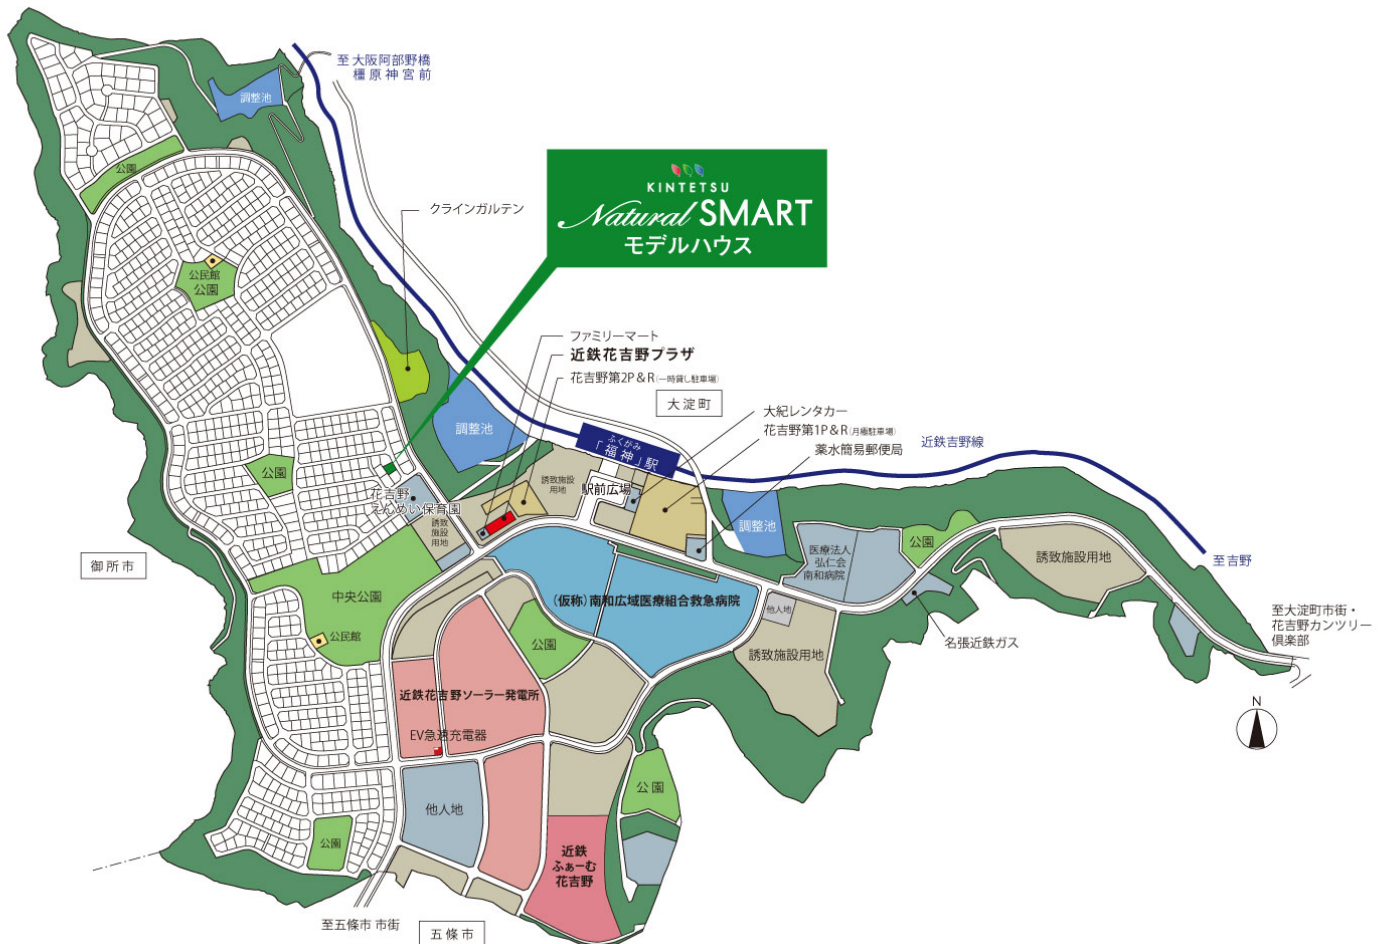 至 大阪阿部野橋
橿原神宮前
調整池
公園
KINTETSU
Natural SMART
モデルハウス
クラインガルテン
公民館
公園
ファミリーマート
近鉄花吉野プラザ
花吉野第2P&R(一時貸し駐車場)
大淀町
大紀レンタカー
花吉野第1P&R(月極駐車場)
薬水簡易郵便局
近鉄吉野線
調整池
ふくがみ
「福神」駅
公園
誘致施設
用地
駅前広場
花吉野
えんめい保育園
誘致
施設
用地
調整池
医療法人
弘仁会
南和病院
公園
誘致施設用地
至吉野
御所市
中央公園
(仮称)南和広域医療組合救急病院
他人地
至大淀町市街・
花吉野カンツリー
倶楽部
公民館
公園
誘致施設用地
名張近鉄ガス
近鉄花吉野ソーラー発電所
EV急速充電器
N
他人地
公園
公園
近鉄
ふぁーむ
花吉野
至五條市 市街
五條市